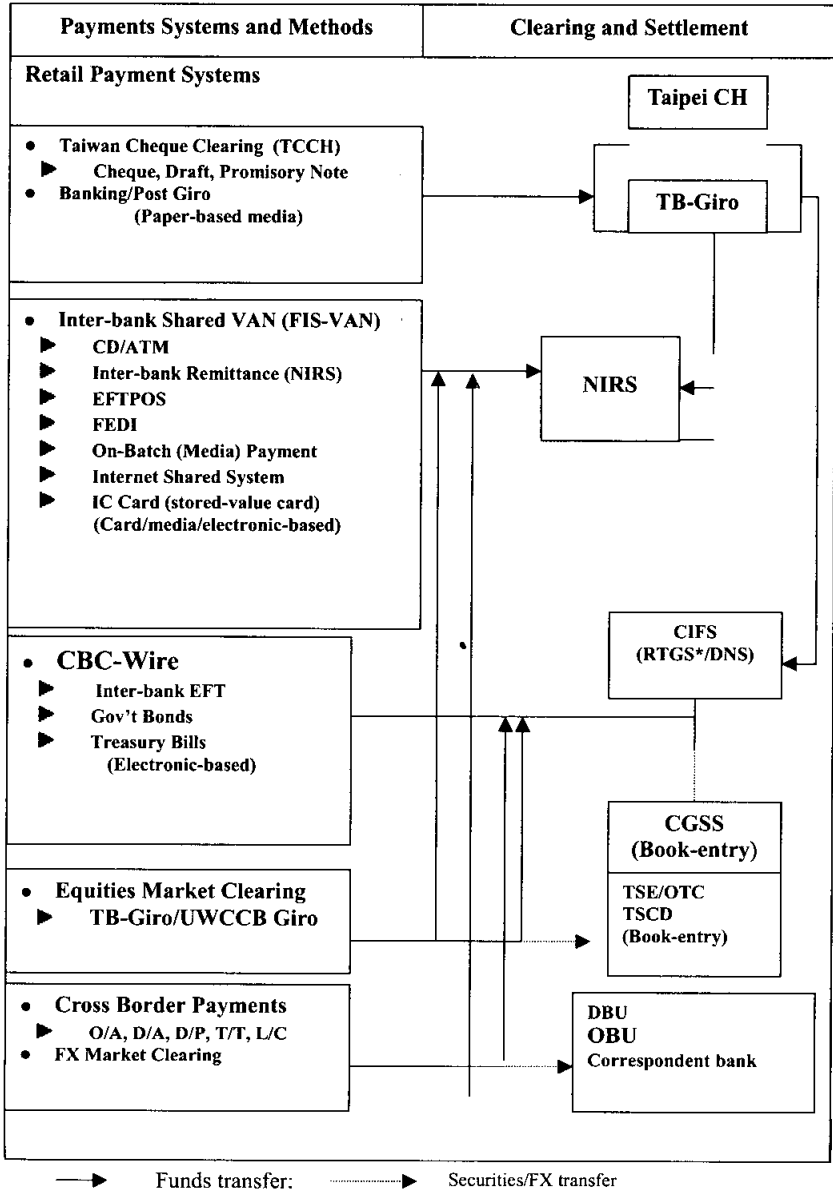 Payments Systems and Methods
Clearing and Settlement
Retail Payment Systems
Taipei CH
• Taiwan Cheque Clearing (TCCH)
► Cheque, Draft, Promisory Note
• Banking/Post Giro
(Paper-based media)
TB-Giro
• Inter-bank Shared VAN (FIS-VAN)
► CD/ATM
► Inter-bank Remittance (NIRS)
► EFTPOS
► FEDI
► On-Batch (Media) Payment
► Internet Shared System
► IC Card (stored-value card)
(Card/media/electronic-based)
NIRS
CIFS
(RTGS*/DNS)
• CBC-Wire
► Inter-bank EFT
► Gov't Bonds
► Treasury Bills
(Electronic-based)
CGSS
(Book-entry)
TSE/OTC
TSCD
(Book-entry)
• Equities Market Clearing
► TB-Giro/UWCCB Giro
• Cross Border Payments
► O/A, D/A, D/P, T/T, L/C
• FX Market Clearing
DBU
OBU
Correspondent bank
Funds transfer;
Securities/FX transfer